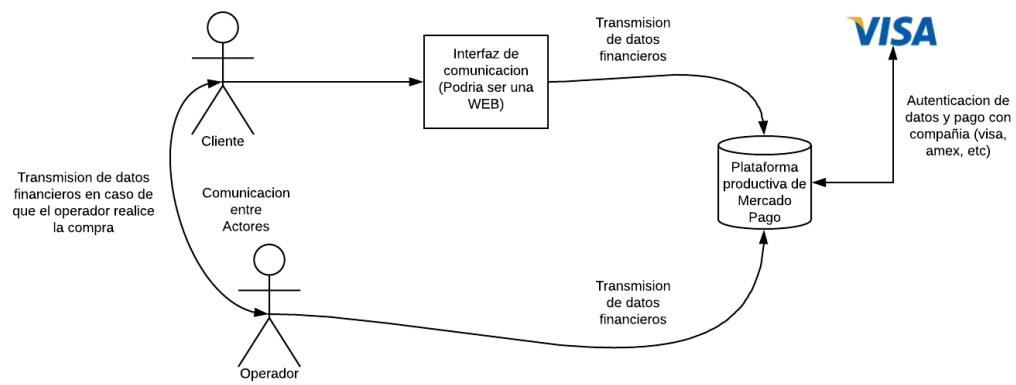 Transmision
de datos
financieros
VISA
Interfaz de
comunicacion
(Podria ser una
WEB)
Autenticacion de
datos y pago con
compañia (visa,
amex, etc)
Cliente
Plataforma
productiva de
Mercado
Pago
Transmision de datos
financieros en caso de
que el operador realice
la compra
Comunicacion
entre
Actores
Transmision
de datos
financieros
Operador